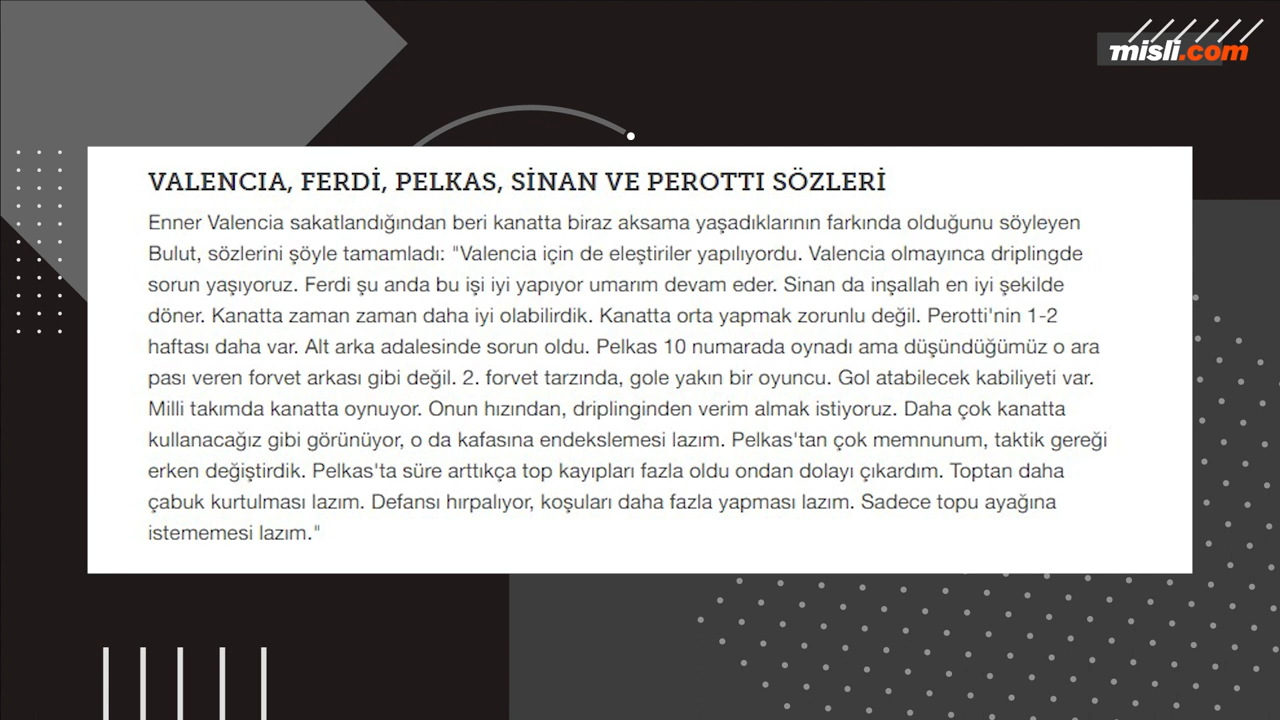 misli.com
VALENCIA, FERDİ, PELKAS, SİNAN VE PEROTTI SÖZLERİ
Enner Valencia sakatlandığından beri kanatta biraz aksama yaşadıklarının farkında olduğunu söyleyen
Bulut, sözlerini şöyle tamamladı: "Valencia için de eleştiriler yapılıyordu. Valencia olmayınca driplingde
sorun yaşıyoruz. Ferdi şu anda bu işi iyi yapıyor umarım devam eder. Sinan da inşallah en iyi şekilde
döner. Kanatta zaman zaman daha iyi olabilirdik. Kanatta orta yapmak zorunlu değil. Perotti'nin 1-2
haftası daha var. Alt arka adalesinde sorun oldu. Pelkas 10 numarada oynadı ama düşündüğümüz o ara
pası veren forvet arkası gibi değil. 2. forvet tarzında, gole yakın bir oyuncu. Gol atabilecek kabiliyeti var.
Milli takımda kanatta oynuyor. Onun hızından, driplinginden verim almak istiyoruz. Daha çok kanatta
kullanacağız gibi görünüyor, o da kafasına endekslemesi lazım. Pelkas'tan çok memnunum, taktik gereği
erken değiştirdik. Pelkas'ta süre arttıkça top kayıpları fazla oldu ondan dolayı çıkardım. Toptan daha
çabuk kurtulması lazım. Defansı hırpalıyor, koşuları daha fazla yapması lazım. Sadece topu ayağına
istememesi lazım."